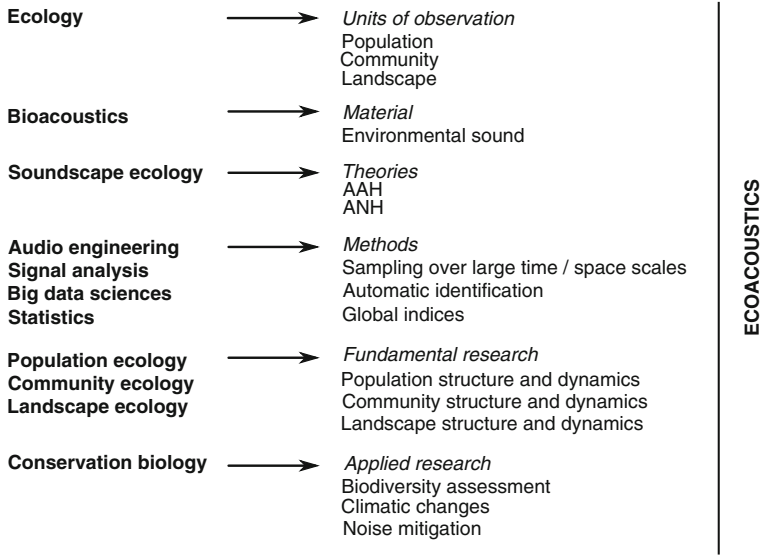 Ecology Units of observation
Population
Community
Landscape
Bioacoustics Material
Environmental sound
Soundscape ecology Theories
AAH
ANH
Audio engineering Methods
Signal analysis Sampling over large time / space scales
Big data sciences Automatic identification
Statistics Global indices
Population ecology Fundamental research
Community ecology Population structure and dynamics
Landscape ecology Community structure and dynamics
Landscape structure and dynamics
Conservation biology Applied research
Biodiversity assessment
Climatic changes
Noise mitigation
ECOACOUSTICS